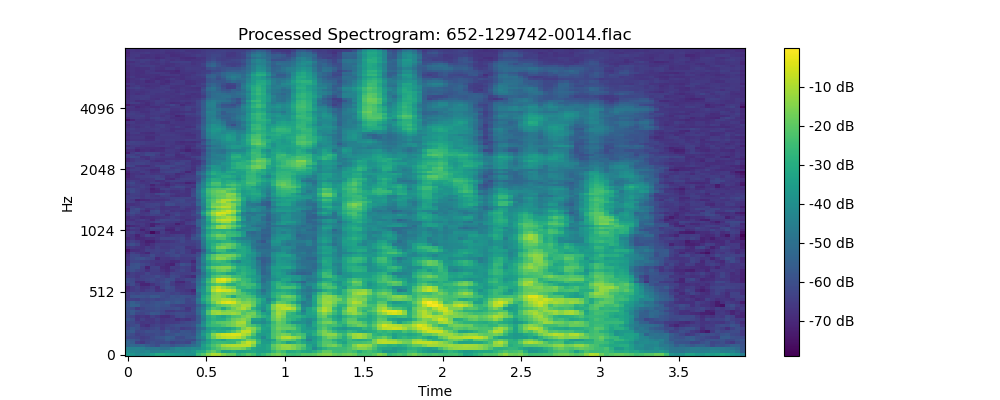 Processed Spectrogram: 652-129742-0014.flac
Hz
4096
2048
1024
512
0
0 0.5 1 1.5 2 2.5 3 3.5
Time
-10 dB
-20 dB
-30 dB
-40 dB
-50 dB
-60 dB
-70 dB